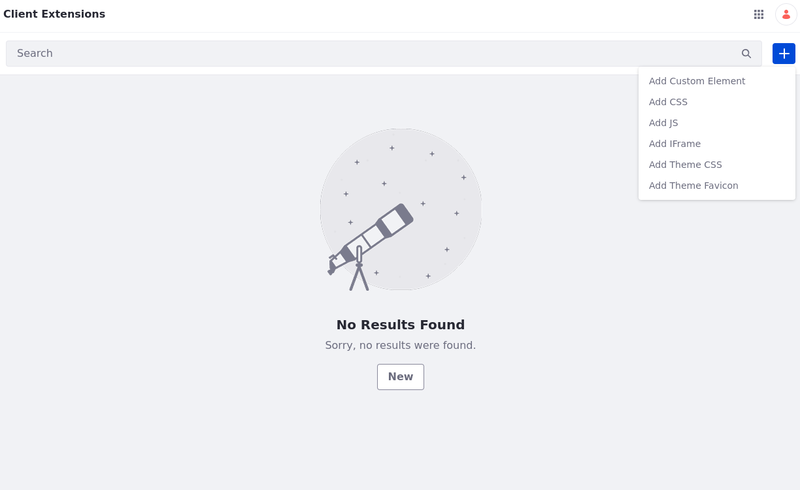 Client Extensions
Search
Add Custom Element
Add CSS
Add JS
Add IFrame
Add Theme CSS
Add Theme Favicon
No Results Found
Sorry, no results were found.
New